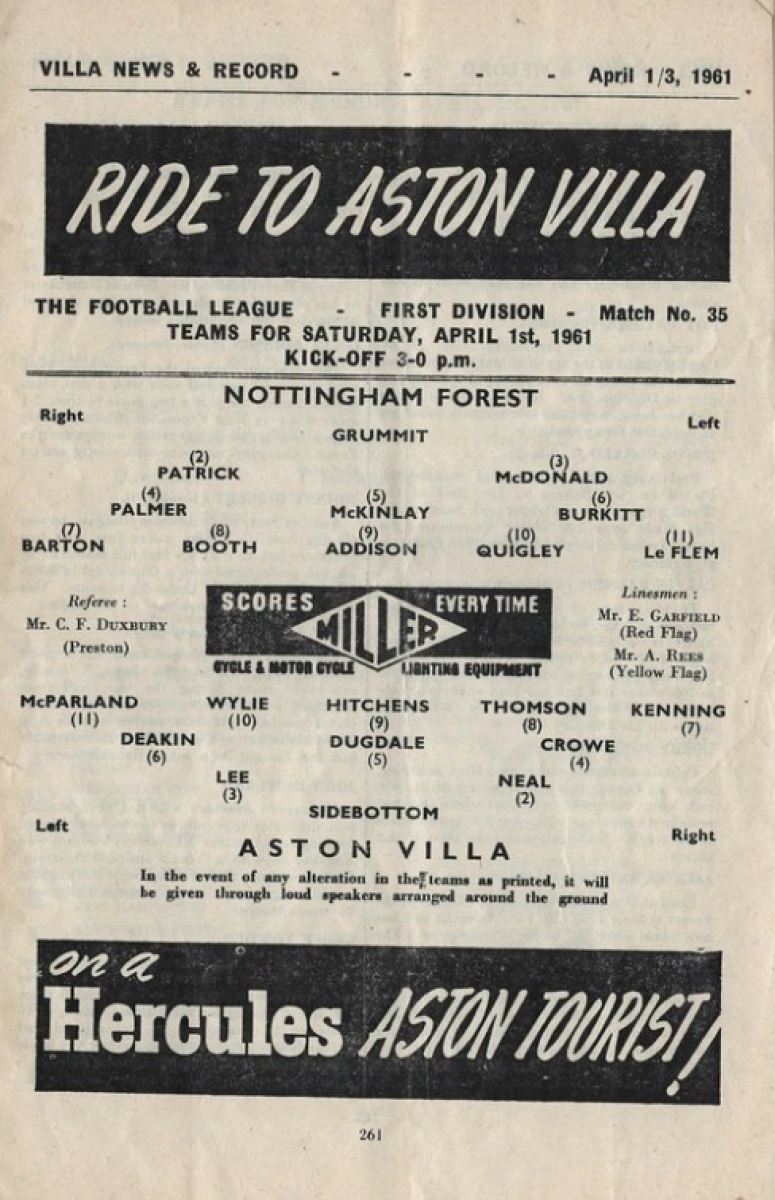 VILLA NEWS & RECORD - - - - April 1/3, 1961
RIDE TO ASTON VILLA
THE FOOTBALL LEAGUE - FIRST DIVISION - Match No. 35
TEAMS FOR SATURDAY, APRIL 1st, 1961
KICK-OFF 3-0 p.m.
NOTTINGHAM FOREST
Right Left
GRUMMIT
(2) (3)
PATRICK McDONALD
(4) (5) (6)
PALMER McKINLAY BURKITT
(7) (8) (9) (10) (11)
BARTON BOOTH ADDISON QUIGLEY Le FLEM
Referee :
Mr. C. F. DUXBURY
(Preston)
SCORES EVERY TIME
MILLER
CYCLE & MOTOR CYCLE LIGHTING EQUIPMENT
Linesmen :
Mr. E. GARFIELD
(Red Flag)
Mr. A. REES
(Yellow Flag)
McPARLAND WYLIE HITCHENS THOMSON KENNING
(11) (10) (9) (8) (7)
DEAKIN DUGDALE CROWE
(6) (5) (4)
LEE NEAL
(3) (2)
SIDEBOTTOM
Left Right
ASTON VILLA
In the event of any alteration in the teams as printed, it will
be given through loud speakers arranged around the ground
on a
Hercules ASTON TOURIST!
261